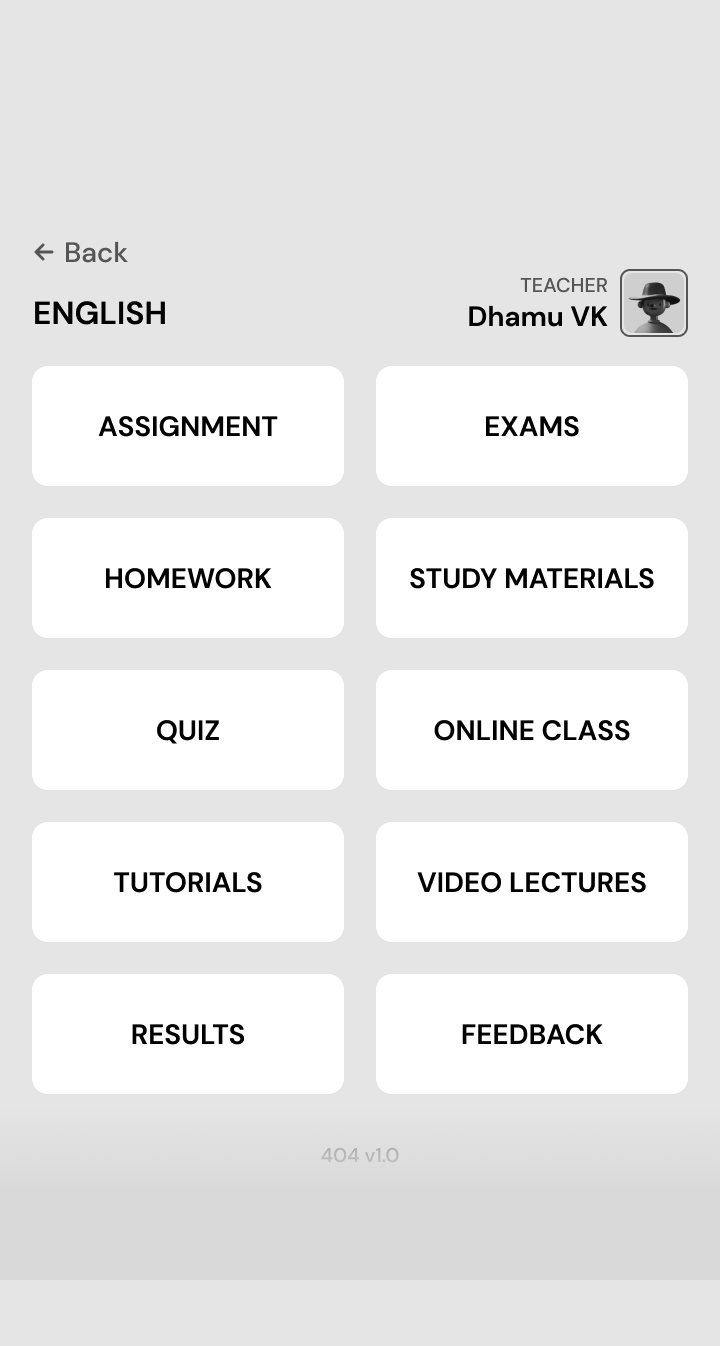 ← Back
ENGLISH
TEACHER
Dhamu VK
ASSIGNMENT
EXAMS
HOMEWORK
STUDY MATERIALS
QUIZ
ONLINE CLASS
TUTORIALS
VIDEO LECTURES
RESULTS
FEEDBACK
404 v1.0